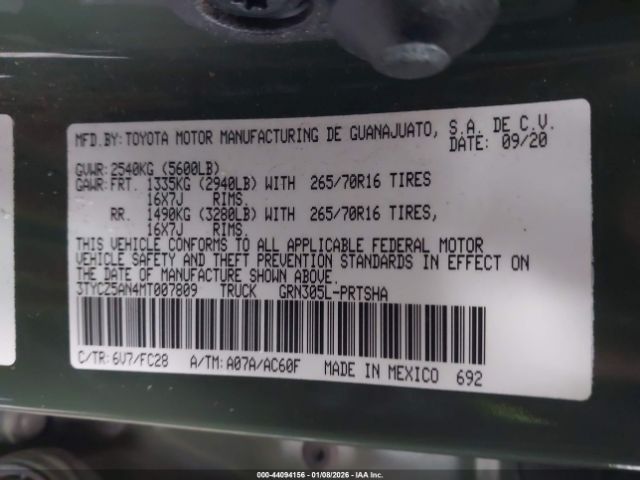 MFD.BY:TOYOTA MOTOR MANUFACTURING DE GUANAJUATO, S.A. DE C.V.
DATE: 09/20
GVWR:2540KG (5600LB)
GAWR:FRT. 1335KG (2940LB) WITH 265/70R16 TIRES
16X7J RIMS.
RR. 1490KG (3280LB) WITH 265/70R16 TIRES,
16X7J RIMS.
THIS VEHICLE CONFORMS TO ALL APPLICABLE FEDERAL MOTOR
VEHICLE SAFETY AND THEFT PREVENTION STANDARDS IN EFFECT ON
THE DATE OF MANUFACTURE SHOWN ABOVE.
3TYCZ5AN4MT007809 TRUCK GRN305L-PRTSHA
C/TR: 6V7/FC28 A/TM: A07A/AC60F MADE IN MEXICO 692
000-44094156 - 01/08/2026 - IAA Inc.